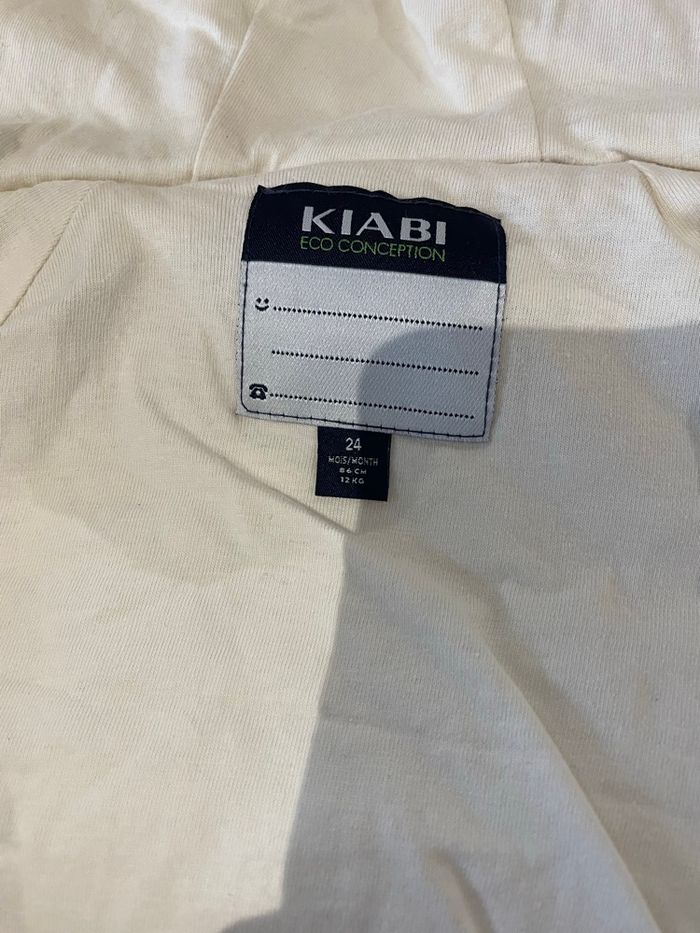 KIABI
ECO CONCEPTION
24
MOIS/MONTH
86 CM
12 KG